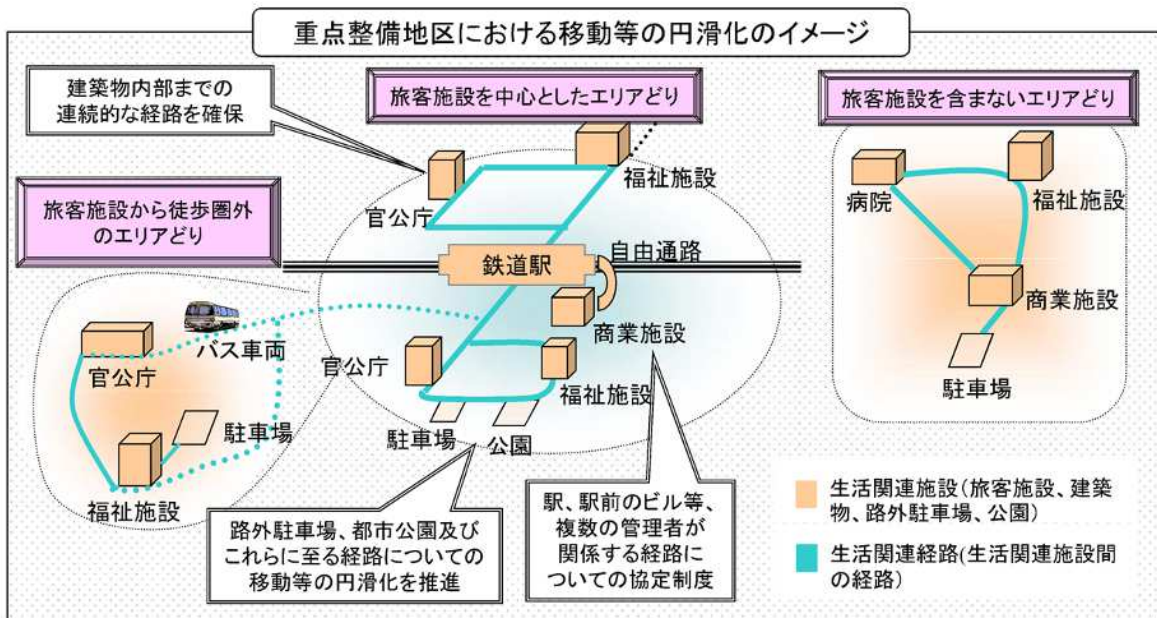 重点整備地区における移動等の円滑化のイメージ
建築物内部までの
連続的な経路を確保
旅客施設を中心としたエリアどり
旅客施設を含まないエリアどり
旅客施設から徒歩圏外
のエリアどり
官公庁
福祉施設
自由通路
鉄道駅
商業施設
官公庁
福祉施設
駐車場
公園
バス車両
官公庁
駐車場
福祉施設
病院
福祉施設
商業施設
駐車場
路外駐車場、都市公園及び
これらに至る経路についての
移動等の円滑化を推進
駅、駅前のビル等、
複数の管理者が
関係する経路に
ついての協定制度
生活関連施設(旅客施設、建築
物、路外駐車場、公園)
生活関連経路(生活関連施設間
の経路)